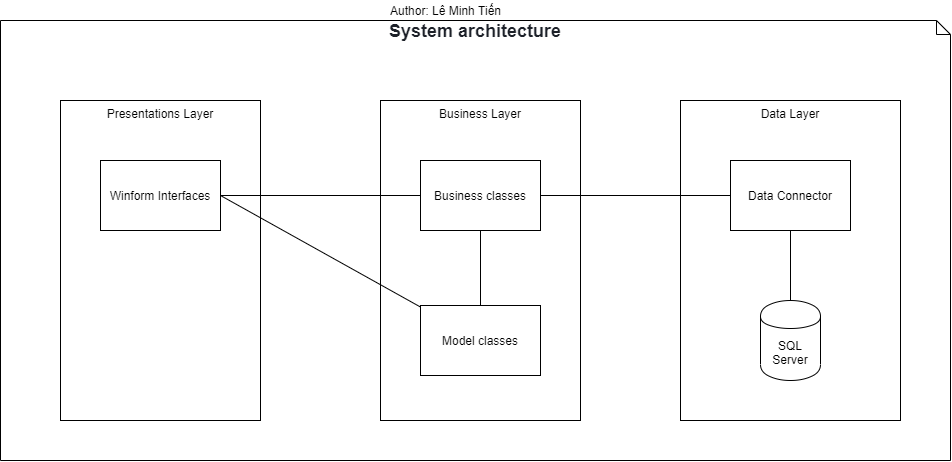 Author: Lê Minh Tiến
System architecture
Presentations Layer
Business Layer
Data Layer
Winform Interfaces
Business classes
Data Connector
Model classes
SQL
Server